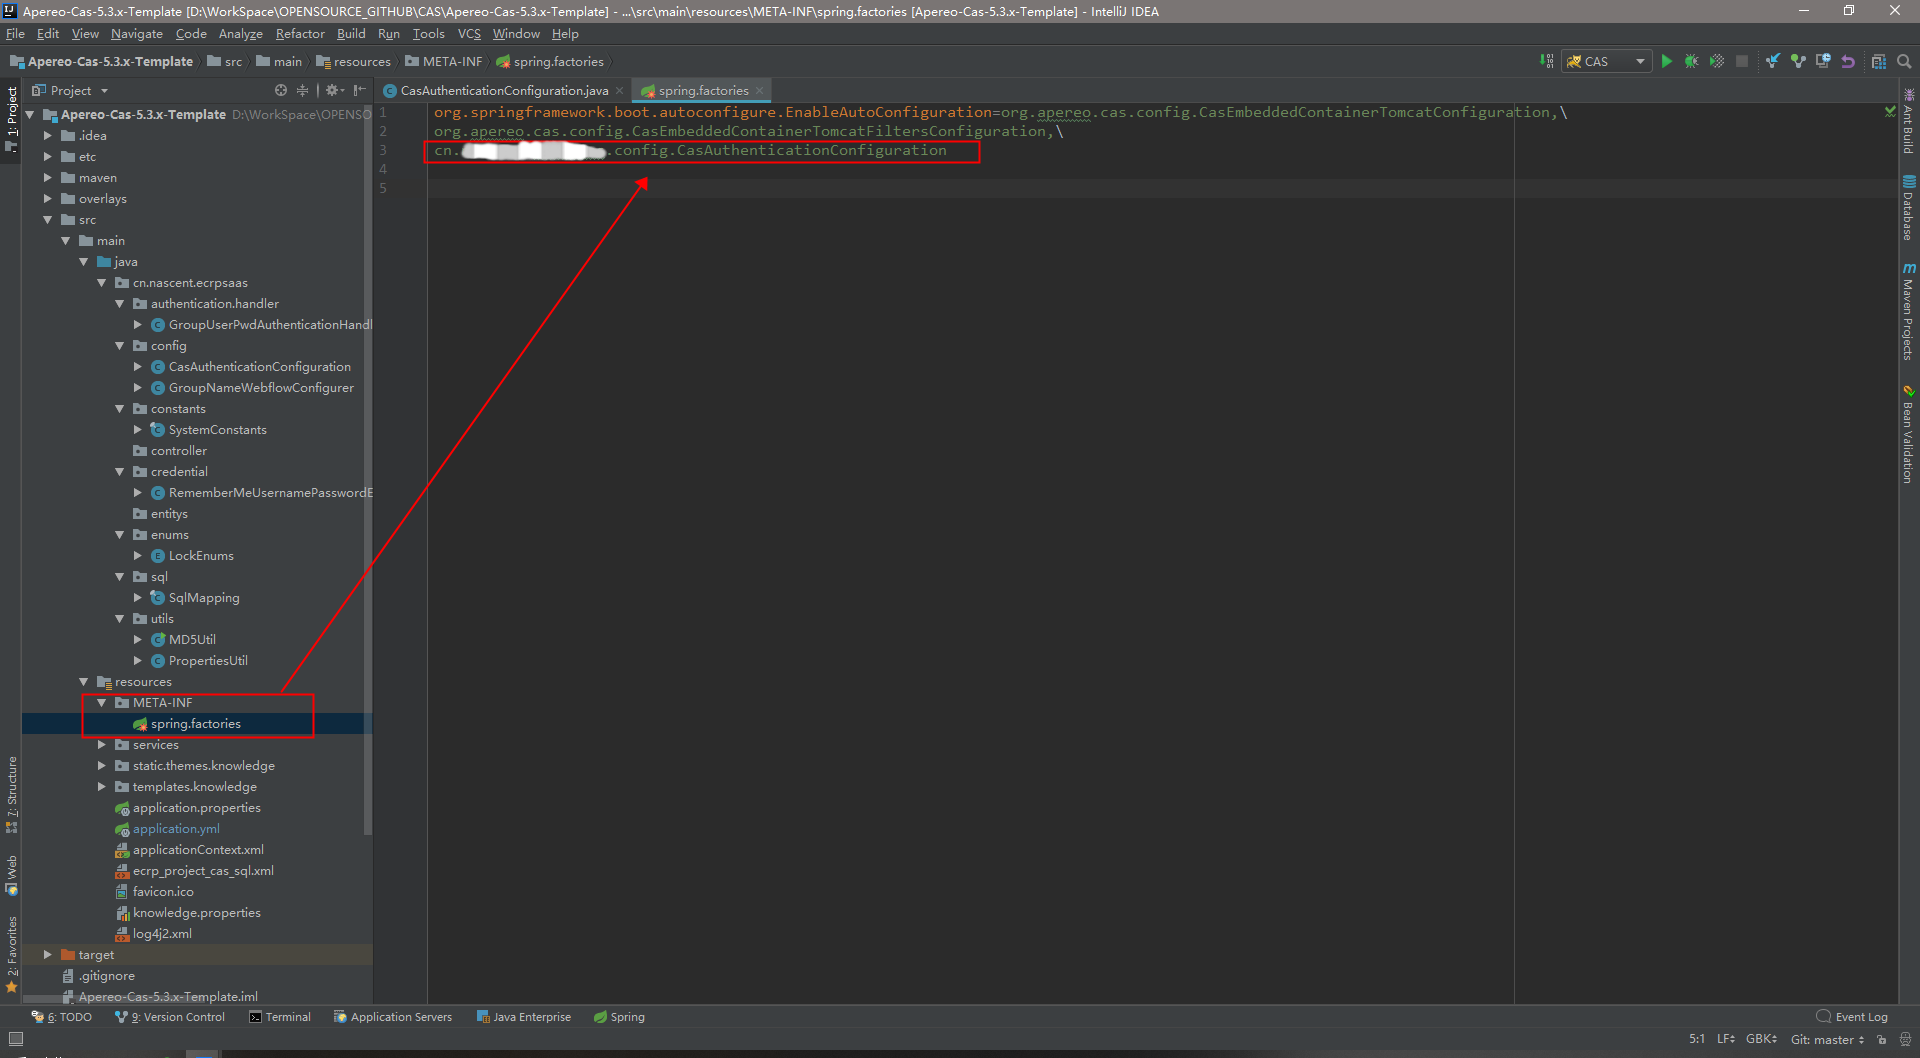 Apereo-Cas-5.3.x-Template [D:\WorkSpace\OPENSOURCE_GITHUB\CAS\Apereo-Cas-5.3.x-Template] - ...\src\main\resources\META-INF\spring.factories [Apereo-Cas-5.3.x-Template] - IntelliJ IDEA
File Edit View Navigate Code Analyze Refactor Build Run Tools VCS Window Help
Apereo-Cas-5.3.x-Template src main resources META-INF spring.factories CAS
Project
CasAuthenticationConfiguration.java spring.factories
1: Project
7: Structure
Web
2: Favorites
Apereo-Cas-5.3.x-Template D:\WorkSpace\OPENSO
.idea
etc
maven
overlays
src
main
java
cn.nascent.ecrpsaas
authentication.handler
GroupUserPwdAuthenticationHandl
config
CasAuthenticationConfiguration
GroupNameWebflowConfigurer
constants
SystemConstants
controller
credential
RememberMeUsernamePasswordE
entitys
enums
LockEnums
sql
SqlMapping
utils
MD5Util
PropertiesUtil
resources
META-INF
spring.factories
services
static.themes.knowledge
templates.knowledge
application.properties
application.yml
applicationContext.xml
ecrp_project_cas_sql.xml
favicon.ico
knowledge.properties
log4j2.xml
target
.gitignore
Apereo-Cas-5.3.x-Template.iml
1 org.springframework.boot.autoconfigure.EnableAutoConfiguration=org.apereo.cas.config.CasEmbeddedContainerTomcatConfiguration,\
2 org.apereo.cas.config.CasEmbeddedContainerTomcatFiltersConfiguration,\
3 cn. .config.CasAuthenticationConfiguration
4
5
Ant Build
Database
Maven Projects
Bean Validation
6: TODO 9: Version Control Terminal Application Servers Java Enterprise Spring Event Log
5:1 LF GBK Git: master